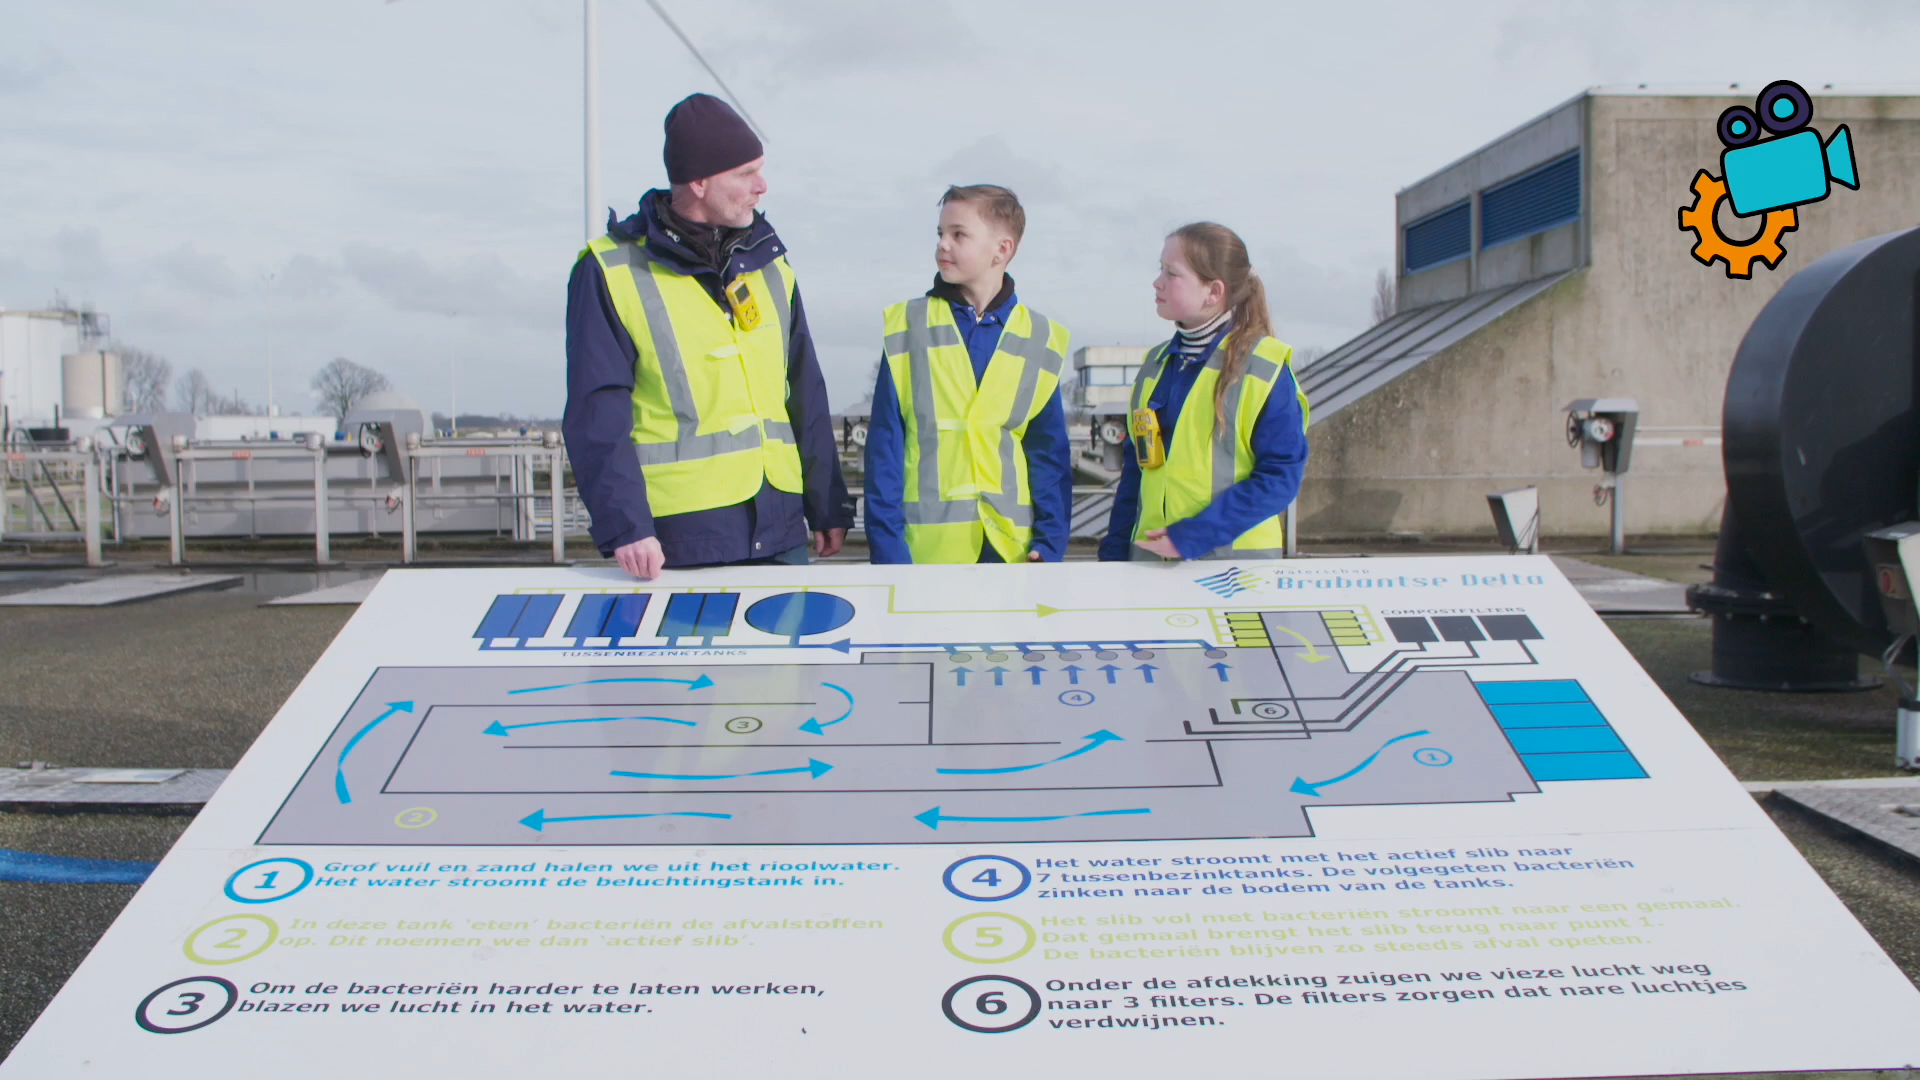 Waterschap
Brabantse Delta
COMPOSTFILTERS
5
TUSSENBEZINKTANKS
4
6
3
1
2
1 Grof vuil en zand halen we uit het rioolwater.
Het water stroomt de beluchtingstank in.
2 In deze tank 'eten' bacteriën de afvalstoffen
op. Dit noemen we dan 'actief slib'.
3 Om de bacteriën harder te laten werken,
blazen we lucht in het water.
4 Het water stroomt met het actief slib naar
7 tussenbezinktanks. De volgegeten bacteriën
zinken naar de bodem van de tanks.
5 Het slib vol met bacteriën stroomt naar een gemaal.
Dat gemaal brengt het slib terug naar punt 1.
De bacteriën blijven zo steeds afval opeten.
6 Onder de afdekking zuigen we vieze lucht weg
naar 3 filters. De filters zorgen dat nare luchtjes
verdwijnen.